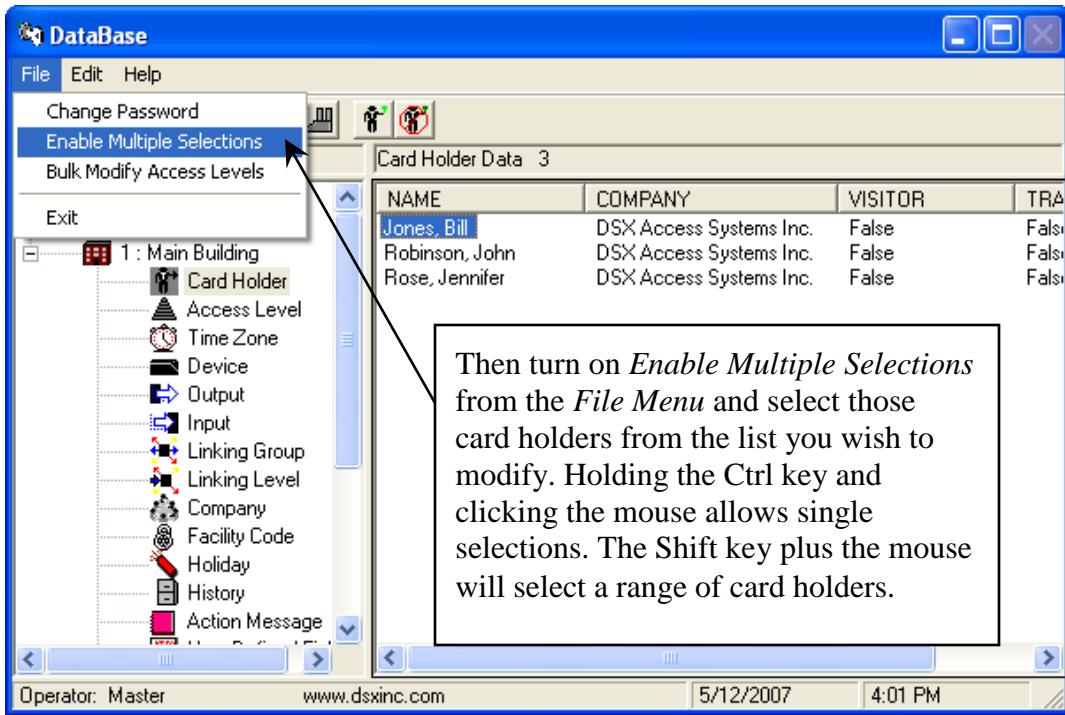 DataBase
File Edit Help
Change Password
Enable Multiple Selections
Bulk Modify Access Levels
Exit
Card Holder Data 3
NAME COMPANY VISITOR TRA
Jones, Bill DSX Access Systems Inc. False Fals
Robinson, John DSX Access Systems Inc. False Fals
Rose, Jennifer DSX Access Systems Inc. False Fals
1 : Main Building
Card Holder
Access Level
Time Zone
Device
Output
Input
Linking Group
Linking Level
Company
Facility Code
Holiday
History
Action Message
Then turn on Enable Multiple Selections
from the File Menu and select those
card holders from the list you wish to
modify. Holding the Ctrl key and
clicking the mouse allows single
selections. The Shift key plus the mouse
will select a range of card holders.
Operator: Master www.dsxinc.com 5/12/2007 4:01 PM